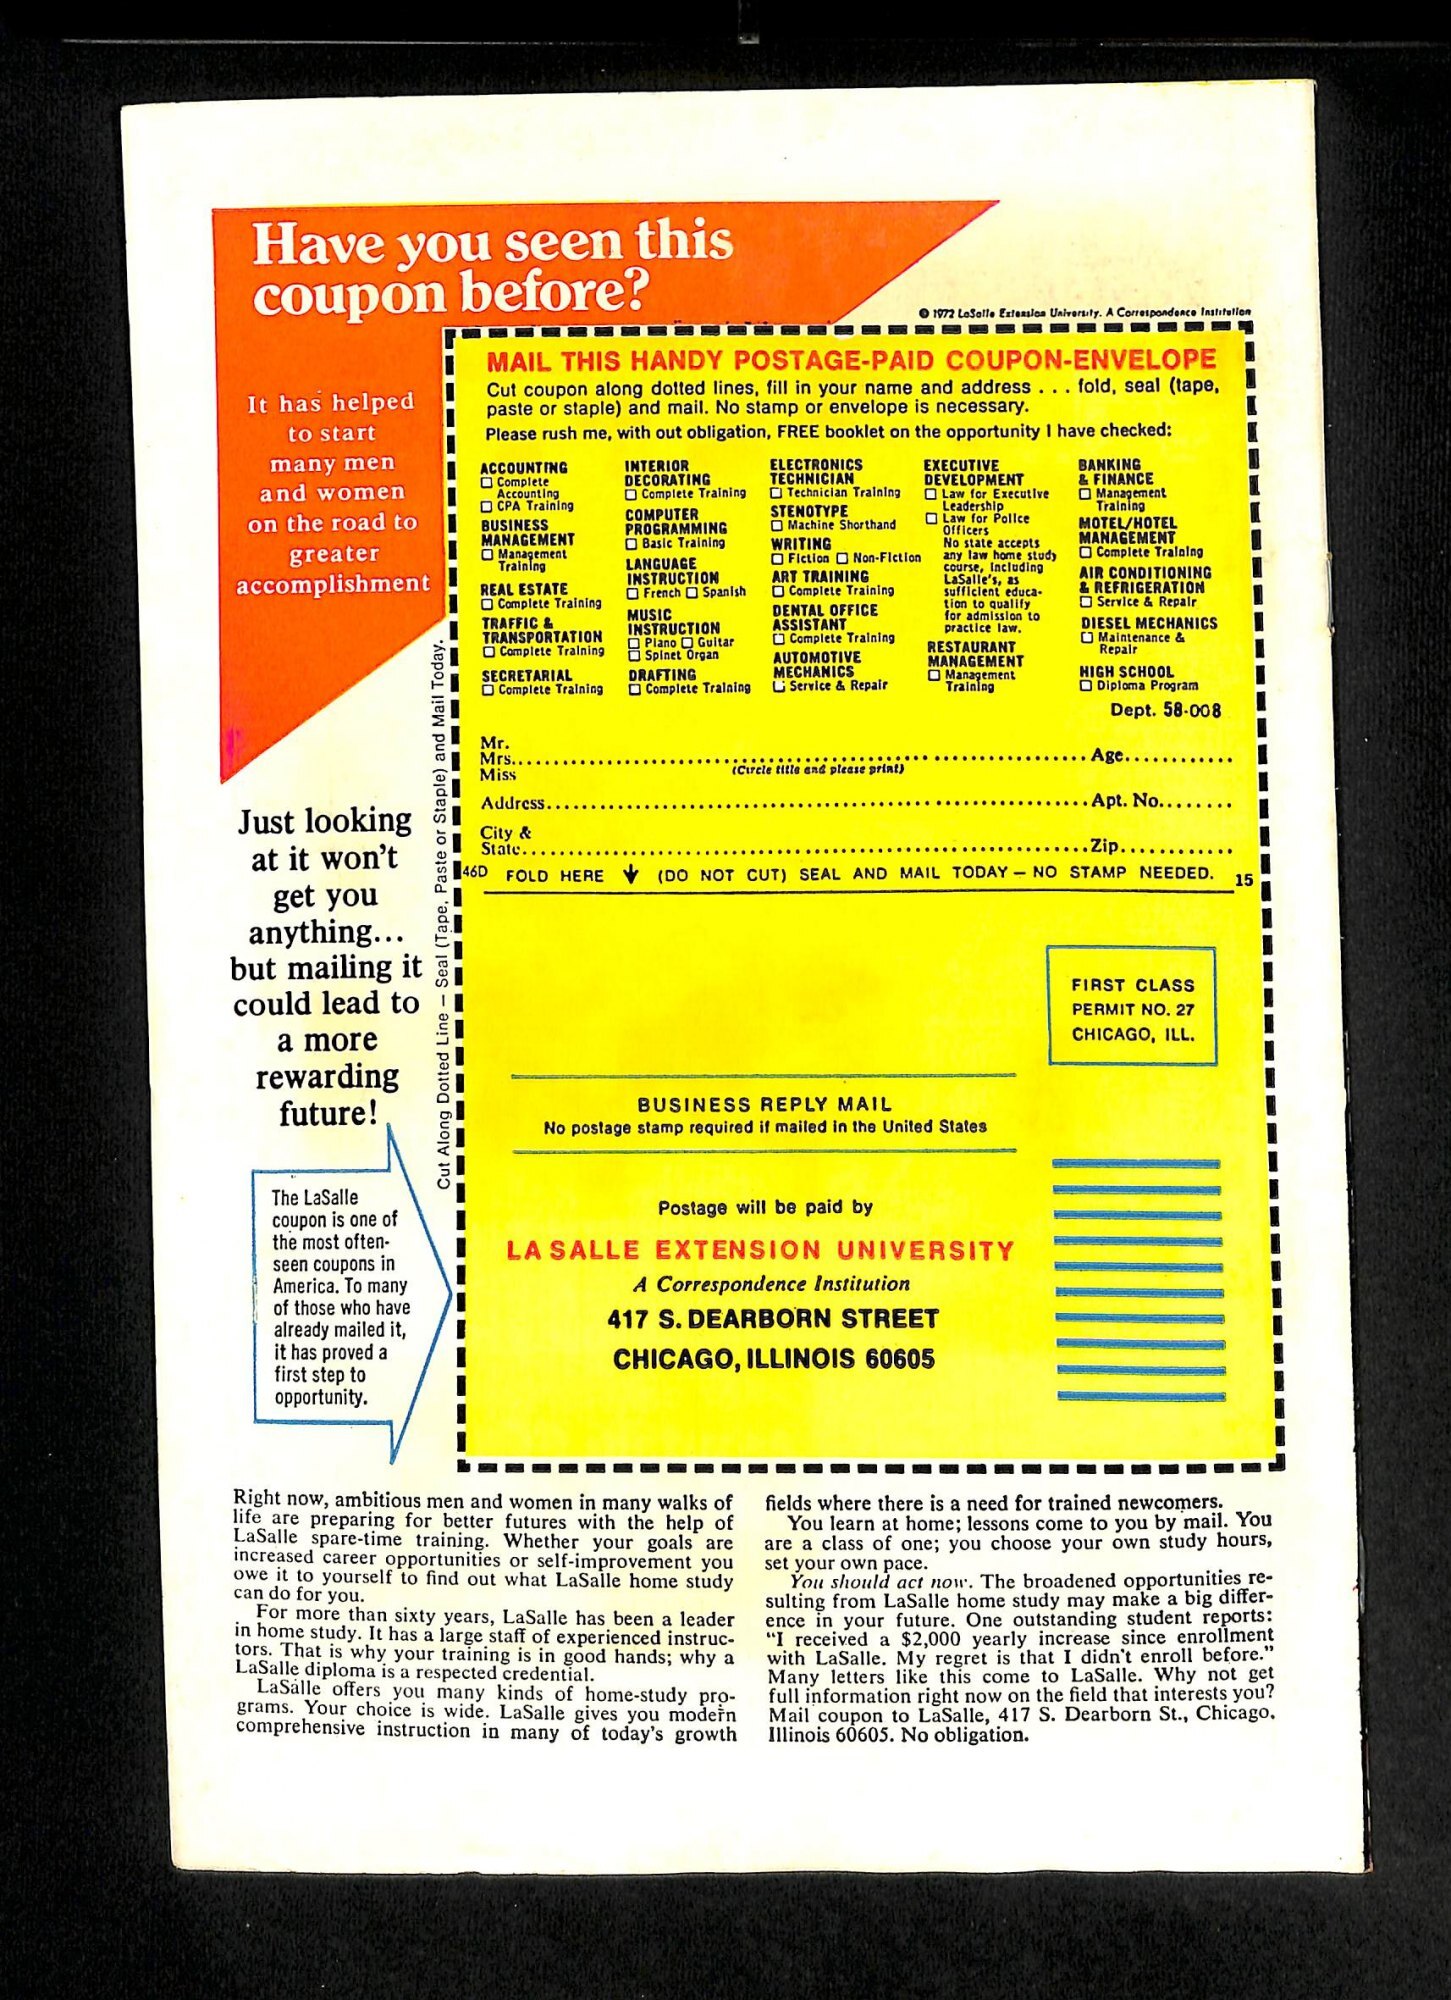 Have you seen this
coupon before?
© 1972 LaSalle Extension University. A Correspondence Institution
It has helped
to start
many men
and women
on the road to
greater
accomplishment
Just looking
at it won't
get you
anything...
but mailing it
could lead to
a more
rewarding
future!
The LaSalle
coupon is one of
the most often-
seen coupons in
America. To many
of those who have
already mailed it,
it has proved a
first step to
opportunity.
Cut Along Dotted Line – Seal (Tape, Paste or Staple) and Mail Today.
MAIL THIS HANDY POSTAGE-PAID COUPON-ENVELOPE
Cut coupon along dotted lines, fill in your name and address . . . fold, seal (tape,
paste or staple) and mail. No stamp or envelope is necessary.
Please rush me, with out obligation, FREE booklet on the opportunity I have checked:
ACCOUNTING
☐ Complete
Accounting
☐ CPA Training
BUSINESS
MANAGEMENT
☐ Management
Training
REAL ESTATE
☐ Complete Training
TRAFFIC &
TRANSPORTATION
☐ Complete Training
SECRETARIAL
☐ Complete Training
INTERIOR
DECORATING
☐ Complete Training
COMPUTER
PROGRAMMING
☐ Basic Training
LANGUAGE
INSTRUCTION
☐ French ☐ Spanish
MUSIC
INSTRUCTION
☐ Piano ☐ Guitar
☐ Spinet Organ
DRAFTING
☐ Complete Training
ELECTRONICS
TECHNICIAN
☐ Technician Training
STENOTYPE
☐ Machine Shorthand
WRITING
☐ Fiction ☐ Non-Fiction
ART TRAINING
☐ Complete Training
DENTAL OFFICE
ASSISTANT
☐ Complete Training
AUTOMOTIVE
MECHANICS
☐ Service & Repair
EXECUTIVE
DEVELOPMENT
☐ Law for Executive
Leadership
☐ Law for Police
Officers
No state accepts
any law home study
course, including
LaSalle's, as
sufficient educa-
tion to qualify
for admission to
practice law.
RESTAURANT
MANAGEMENT
☐ Management
Training
BANKING
& FINANCE
☐ Management
Training
MOTEL/HOTEL
MANAGEMENT
☐ Complete Training
AIR CONDITIONING
& REFRIGERATION
☐ Service & Repair
DIESEL MECHANICS
☐ Maintenance &
Repair
HIGH SCHOOL
☐ Diploma Program
Dept. 58-008
Mr.
Mrs. Age
Miss (Circle title and please print)
Address Apt. No.
City &
State Zip
46D FOLD HERE ↓ (DO NOT CUT) SEAL AND MAIL TODAY – NO STAMP NEEDED. 15
FIRST CLASS
PERMIT NO. 27
CHICAGO, ILL.
BUSINESS REPLY MAIL
No postage stamp required if mailed in the United States
Postage will be paid by
LA SALLE EXTENSION UNIVERSITY
A Correspondence Institution
417 S. DEARBORN STREET
CHICAGO, ILLINOIS 60605
Right now, ambitious men and women in many walks of
life are preparing for better futures with the help of
LaSalle spare-time training. Whether your goals are
increased career opportunities or self-improvement you
owe it to yourself to find out what LaSalle home study
can do for you.
For more than sixty years, LaSalle has been a leader
in home study. It has a large staff of experienced instruc-
tors. That is why your training is in good hands; why a
LaSalle diploma is a respected credential.
LaSalle offers you many kinds of home-study pro-
grams. Your choice is wide. LaSalle gives you modern
comprehensive instruction in many of today's growth
fields where there is a need for trained newcomers.
You learn at home; lessons come to you by mail. You
are a class of one; you choose your own study hours,
set your own pace.
You should act now. The broadened opportunities re-
sulting from LaSalle home study may make a big differ-
ence in your future. One outstanding student reports:
"I received a $2,000 yearly increase since enrollment
with LaSalle. My regret is that I didn't enroll before."
Many letters like this come to LaSalle. Why not get
full information right now on the field that interests you?
Mail coupon to LaSalle, 417 S. Dearborn St., Chicago,
Illinois 60605. No obligation.